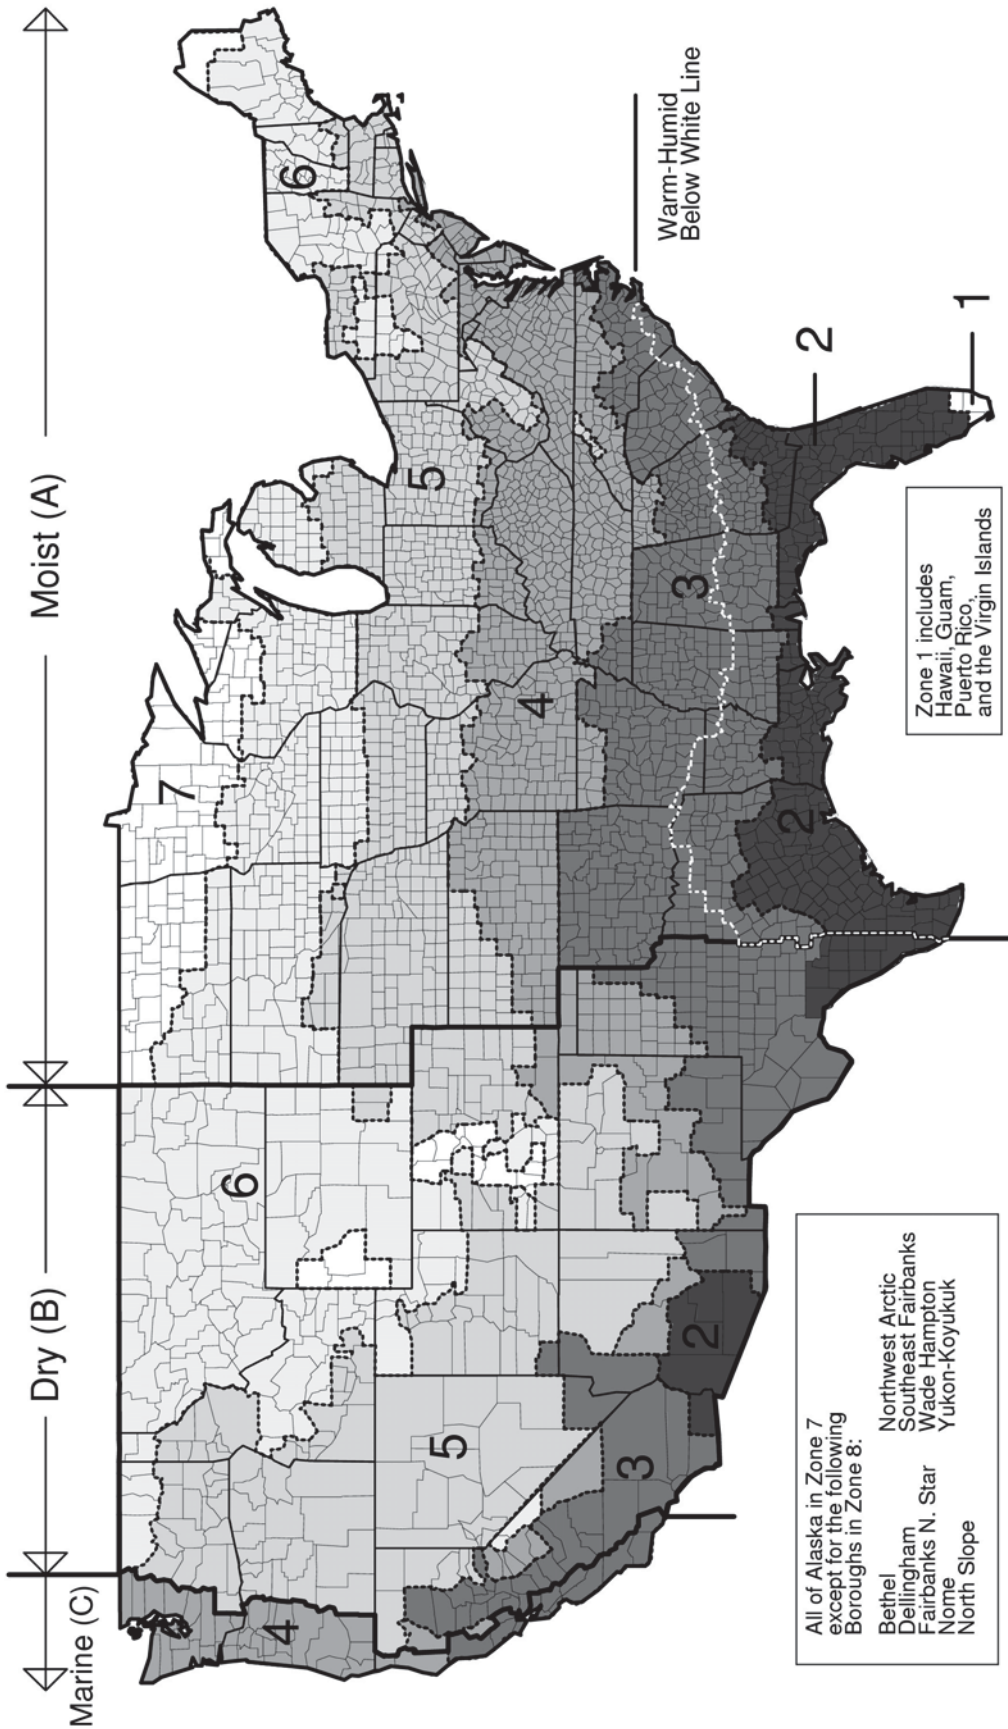 Marine (C)
Dry (B)
Moist (A)
4
5
6
7
6
5
4
3
2
3
2
2
1
Warm-Humid
Below White Line
All of Alaska in Zone 7
except for the following
Boroughs in Zone 8:
Bethel
Dellingham
Fairbanks N. Star
Nome
North Slope
Northwest Arctic
Southeast Fairbanks
Wade Hampton
Yukon-Koyukuk
Zone 1 includes
Hawaii, Guam,
Puerto Rico,
and the Virgin Islands